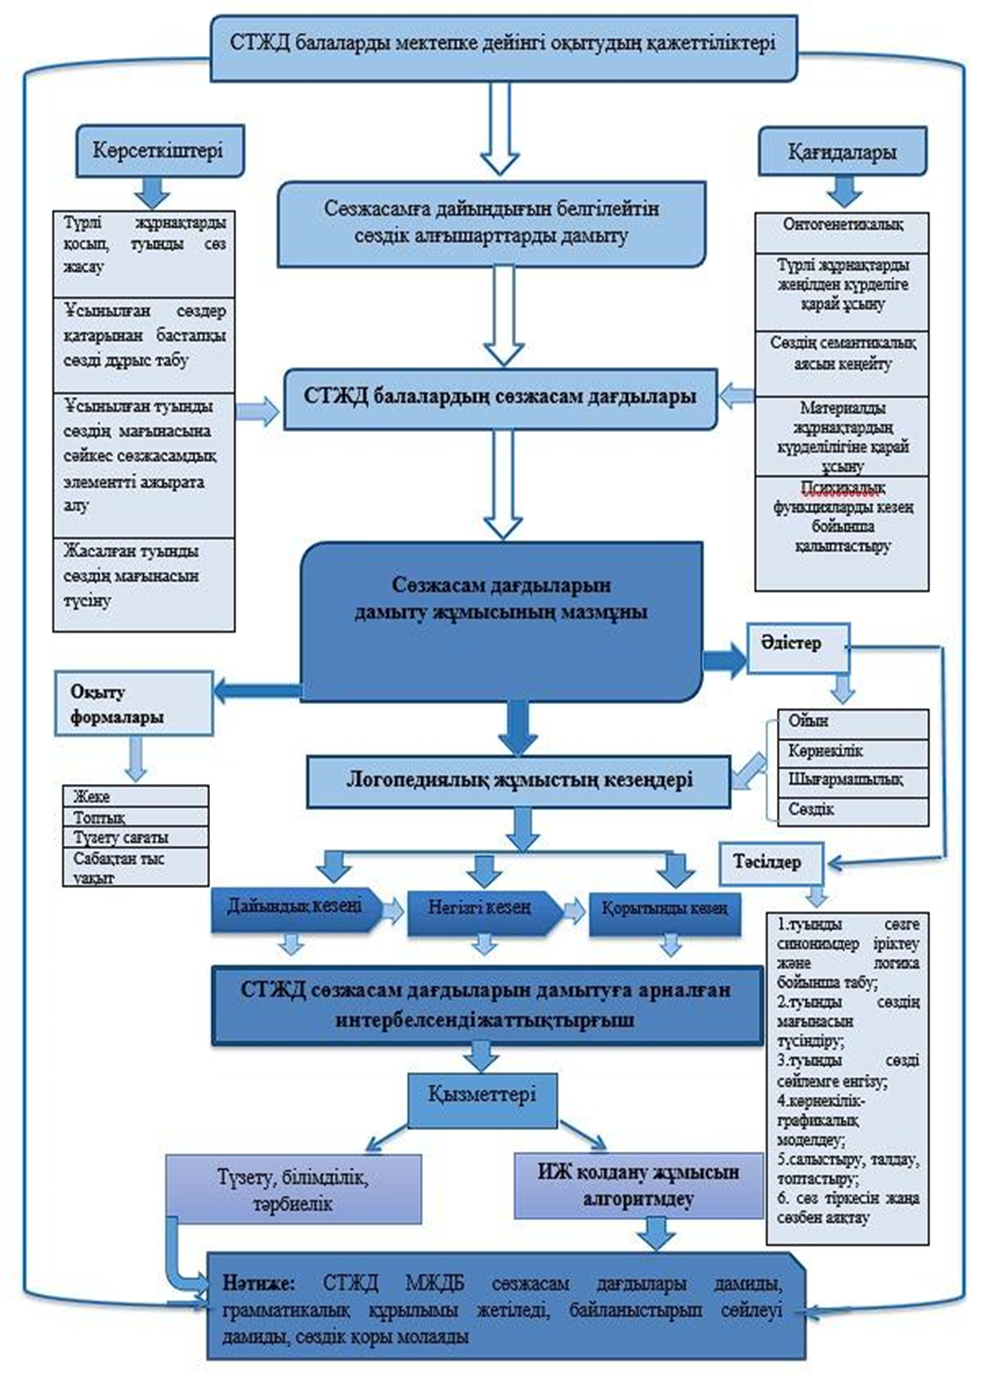 СТЖД балаларды мектепке дейінгі оқытудың қажеттіліктері
Көрсеткіштері
Қағидалары
Түрлі жұрнақтарды
қосып, туынды сөз
жасау
Ұсынылған сөздер
қатарынан бастапқы
сөзді дұрыс табу
Ұсынылған туынды
сөздің мағынасына
сәйкес сөзжасамдық
элементті ажырата
алу
Жасалған туынды
сөздің мағынасын
түсіну
Сөзжасамға дайындығын белгілейтін
сөздік алғышарттарды дамыту
Онтогенетикалық
Түрлі жұрнақтарды
жеңілден күрделіге
қарай ұсыну
Сөздің семантикалық
аясын кеңейту
Материалды
жұрнақтардың
күрделілігіне қарай
ұсыну
Психикалық
функцияларды кезең
бойынша
қалыптастыру
СТЖД балалардың сөзжасам дағдылары
Сөзжасам дағдыларын
дамыту жұмысының мазмұны
Әдістер
Оқыту
формалары
Ойын
Көрнекілік
Шығармашылық
Сөздік
Логопедиялық жұмыстың кезеңдері
Жеке
Топтық
Түзету сағаты
Сабақтан тыс
уақыт
Тәсілдер
Дайындық кезеңі
Негізгі кезең
Қорытынды кезең
1.туынды сөзге
синонимдер іріктеу
және логика
бойынша табу;
2.туынды сөздің
мағынасын
түсіндіру;
3.туынды сөзді
сөйлемге енгізу;
4.көрнекілік-
графикалық
моделдеу;
5.салыстыру, талдау,
топтастыру;
6. сөз тіркесін жаңа
сөзбен аяқтау
СТЖД сөзжасам дағдыларын дамытуға арналған
интербелсендіжаттықтырғыш
Қызметтері
Түзету, білімділік,
тәрбиелік
ИЖ қолдану жұмысын
алгоритмдеу
Нәтиже: СТЖД МЖДБ сөзжасам дағдылары дамиды,
грамматикалық құрылымы жетіледі, байланыстырып сөйлеуі
дамиды, сөздік қоры молаяды